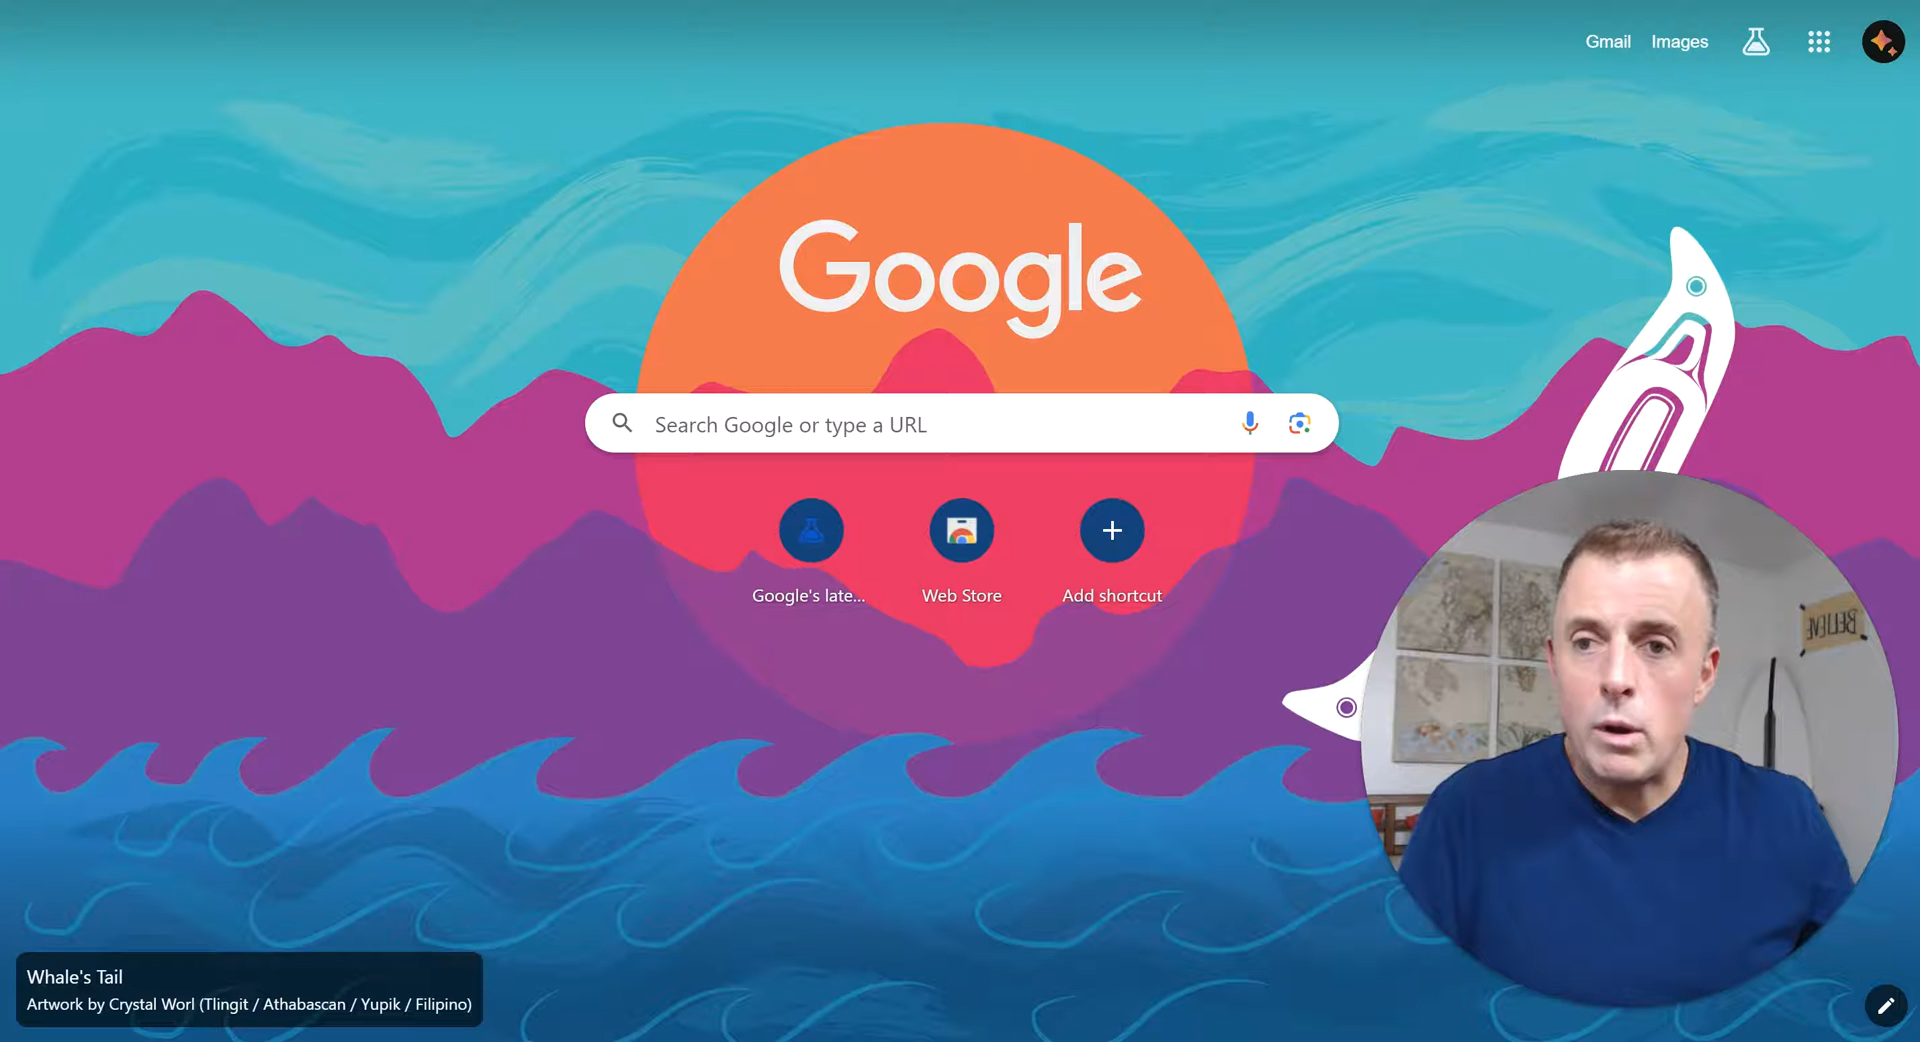 Gmail Images
Google
Search Google or type a URL
Google's late...
Web Store
Add shortcut
BELIEVE
Whale's Tail
Artwork by Crystal Worl (Tlingit / Athabascan / Yupik / Filipino)